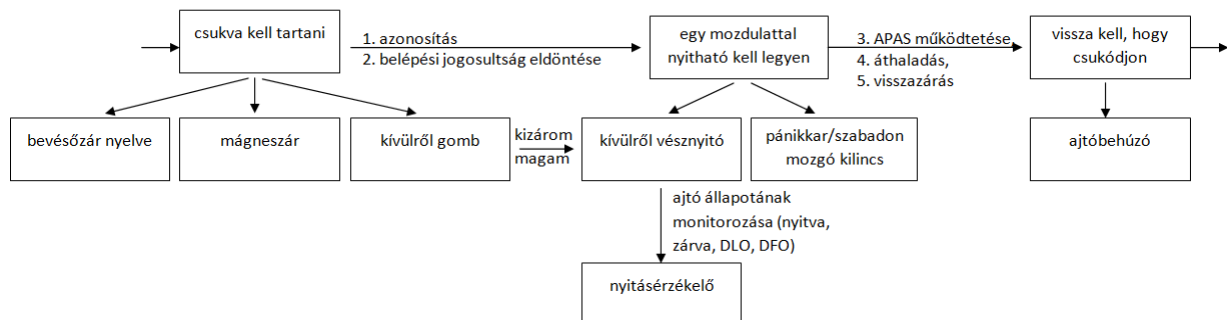 csukva kell tartani
1. azonosítás
2. belépési jogosultság eldöntése
egy mozdulattal
nyitható kell legyen
3. APAS működtetése,
4. áthaladás,
5. visszazárás
vissza kell, hogy
csukódjon
bevésőzár nyelve
mágneszár
kívülről gomb
kizárom
magam
kívülről vésznyitó
pánikkar/szabadon
mozgó kilincs
ajtóbehúzó
ajtó állapotának
monitorozása (nyitva,
zárva, DLO, DFO)
nyitásérzékelő